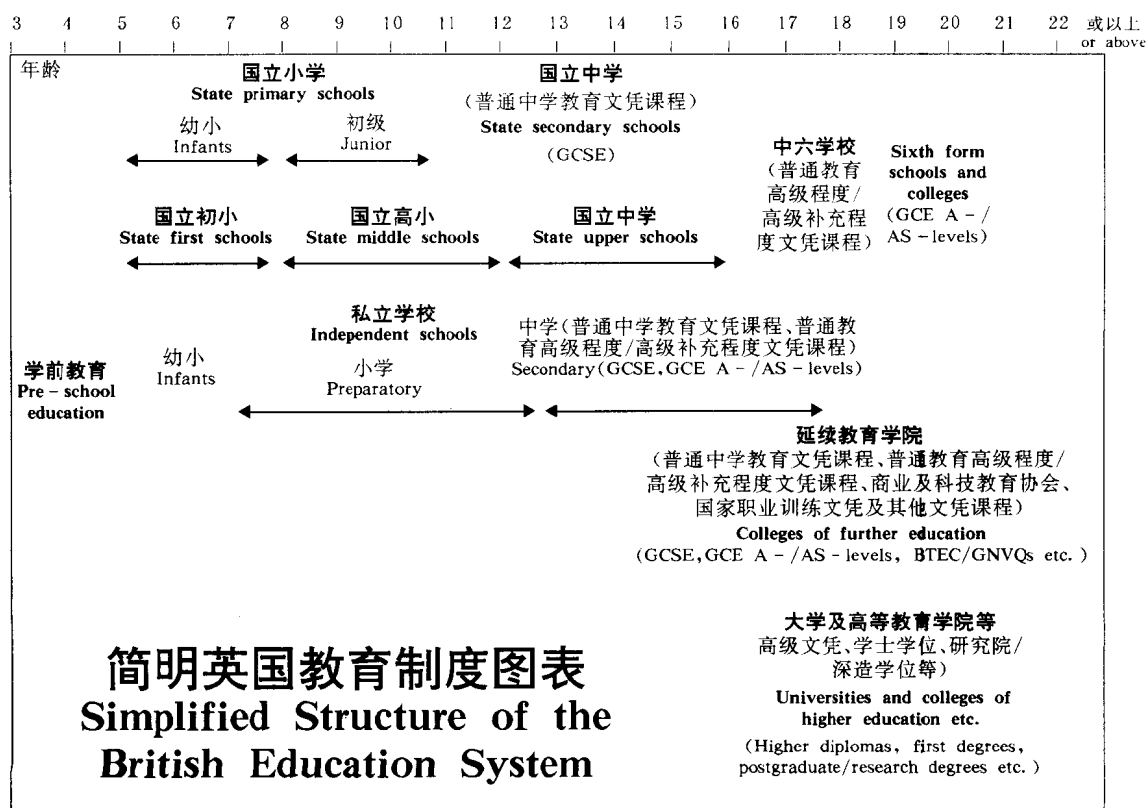 3 4 5 6 7 8 9 10 11 12 13 14 15 16 17 18 19 20 21 22 或以上
or above
年龄
国立小学
State primary schools
幼小
Infants
初级
Junior
国立中学
(普通中学教育文凭课程)
State secondary schools
(GCSE)
中六学校
(普通教育
高级程度/
高级补充程
度文凭课程)
Sixth form
schools and
colleges
(GCE A-/
AS-levels)
国立初小
State first schools
国立高小
State middle schools
国立中学
State upper schools
学前教育
Pre-school
education
幼小
Infants
私立学校
Independent schools
小学
Preparatory
中学(普通中学教育文凭课程、普通教
育高级程度/高级补充程度文凭课程)
Secondary(GCSE,GCE A-/AS-levels)
延续教育学院
(普通中学教育文凭课程、普通教育高级程度/
高级补充程度文凭课程、商业及科技教育协会、
国家职业训练文凭及其他文凭课程)
Colleges of further education
(GCSE,GCE A-/AS-levels, BTEC/GNVQs etc.)
大学及高等教育学院等
高级文凭、学士学位、研究院/
深造学位等)
Universities and colleges of
higher education etc.
(Higher diplomas, first degrees,
postgraduate/research degrees etc.)
简明英国教育制度图表
Simplified Structure of the
British Education System